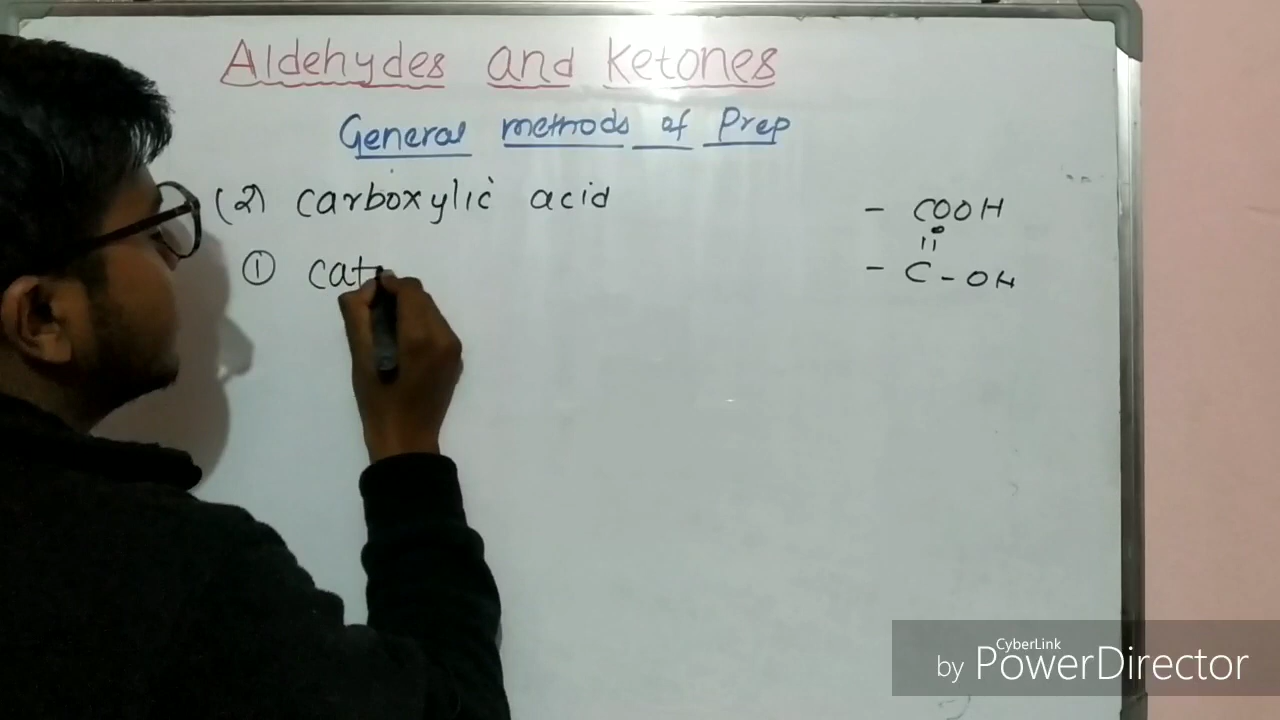 Aldehydes and Ketones
General methods of Prep
(2) carboxylic acid
- COOH
O
- C - OH
① cat
CyberLink
by PowerDirector